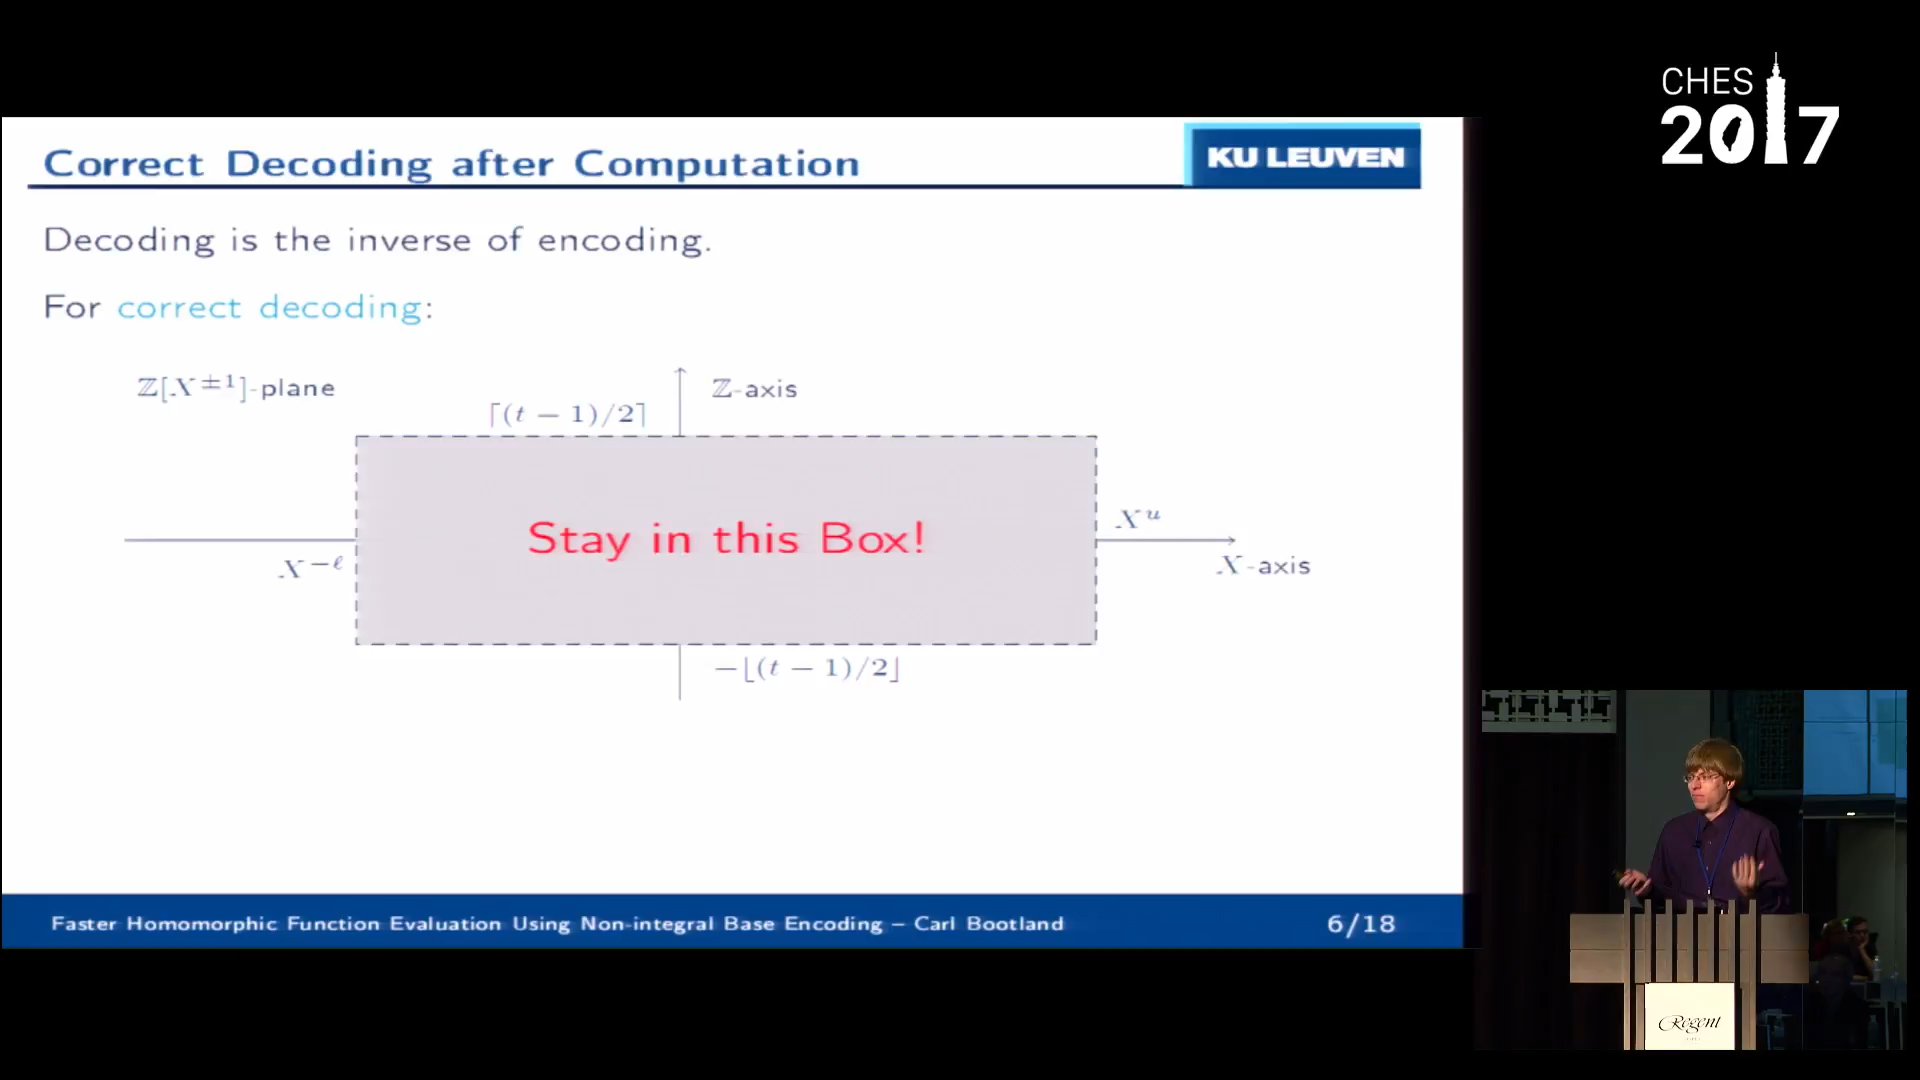 CHES
2017
Correct Decoding after Computation
KU LEUVEN
Decoding is the inverse of encoding.
For correct decoding:
ℤ[X^{±1}]-plane
ℤ-axis
⌈(t − 1)/2⌉
Stay in this Box!
X^u
X^{−ℓ}
X-axis
−⌊(t − 1)/2⌋
Faster Homomorphic Function Evaluation Using Non-integral Base Encoding – Carl Bootland
6/18
Regent